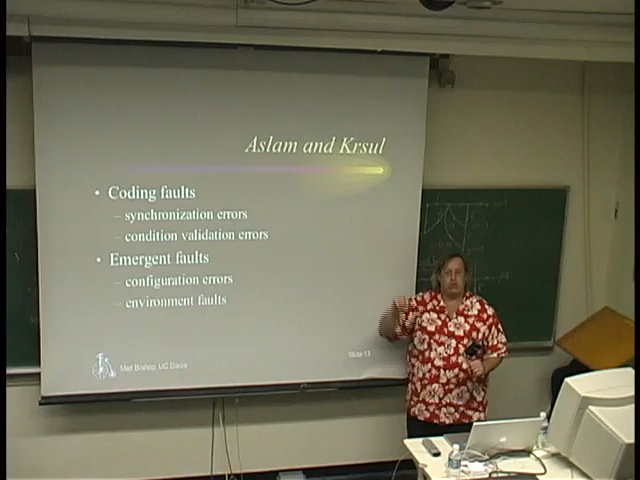 Aslam and Krsul
• Coding faults
– synchronization errors
– condition validation errors
• Emergent faults
– configuration errors
– environment faults
Matt Bishop, UC Davis
Slide 13